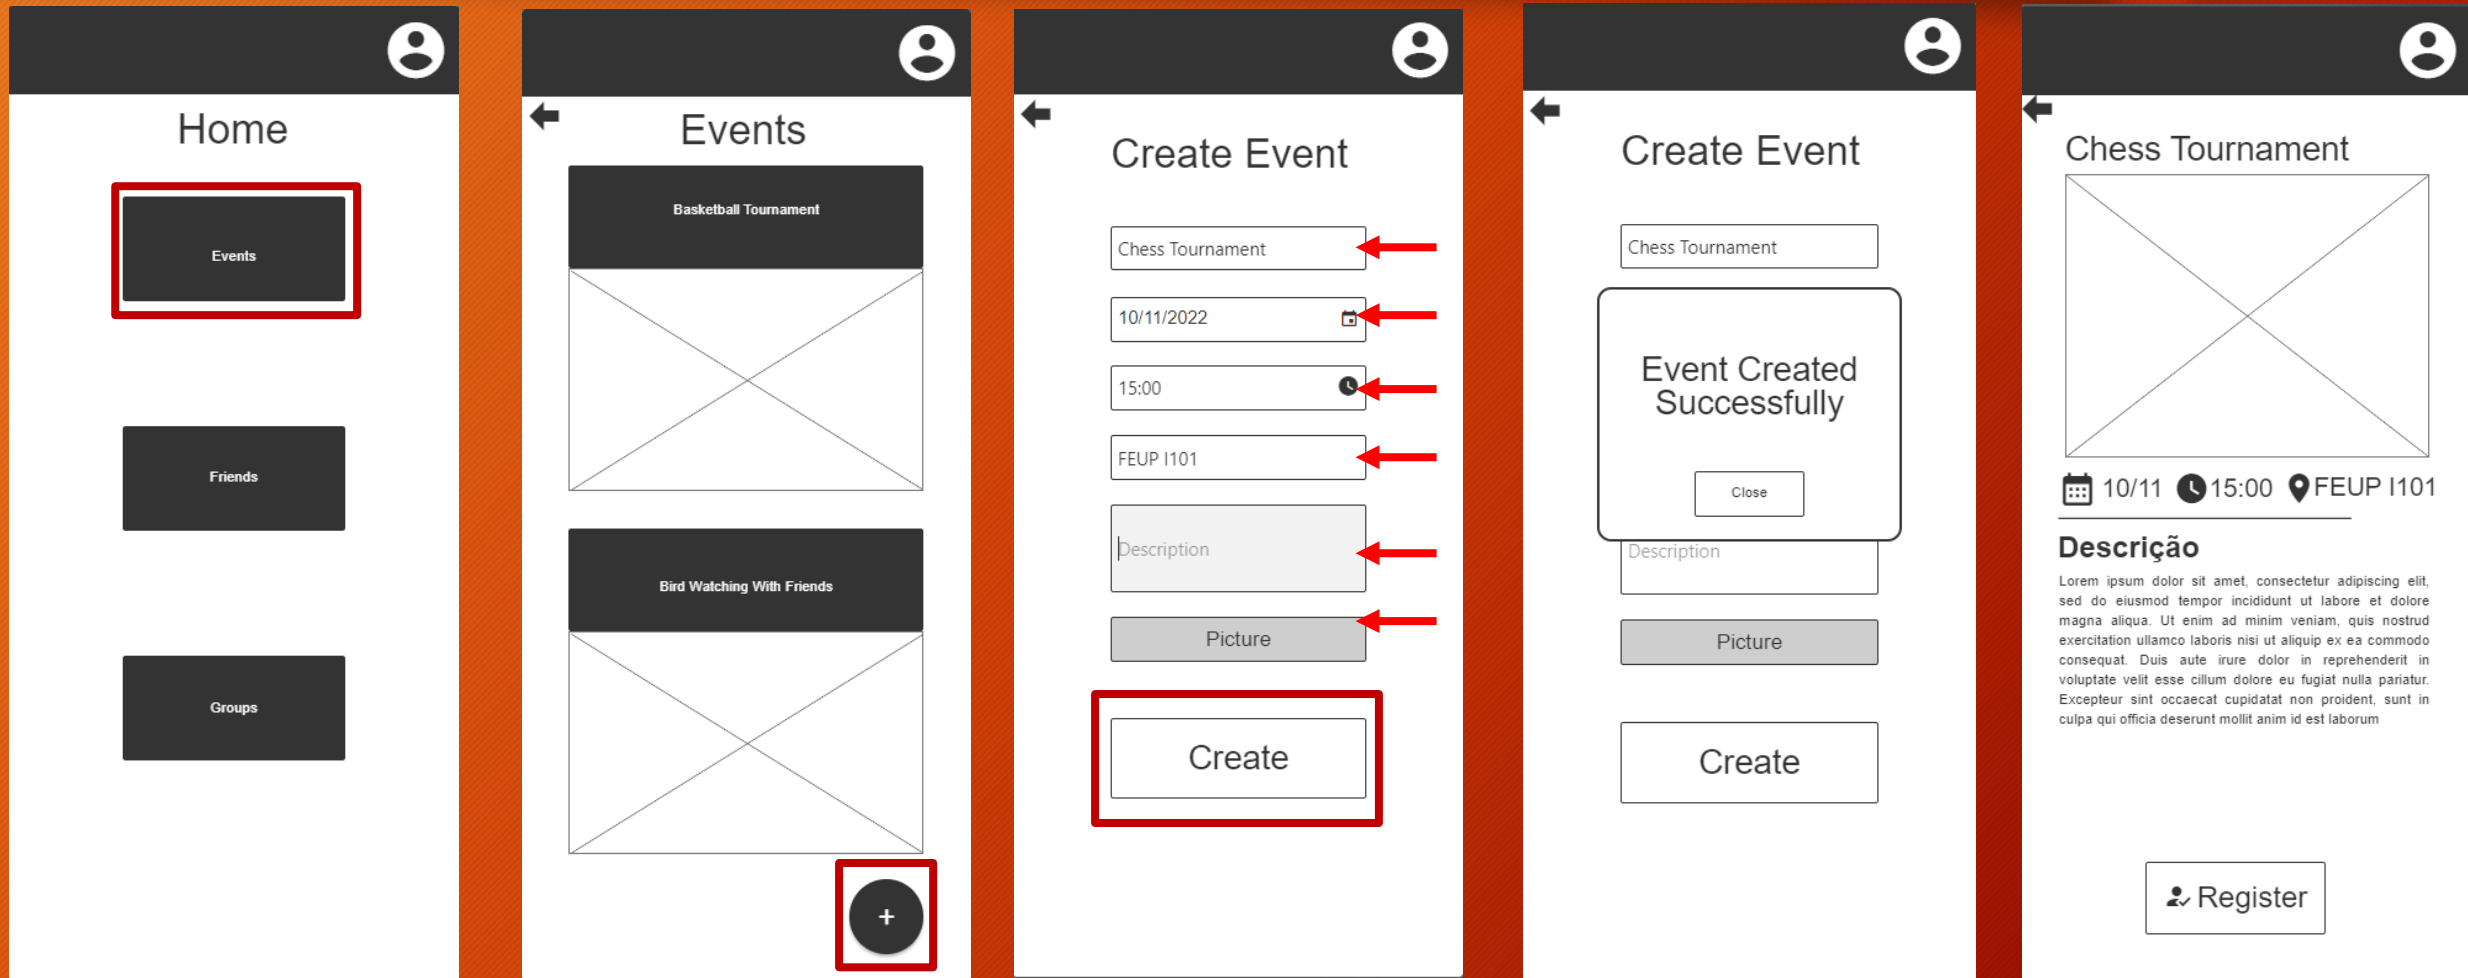 Home
Events
Friends
Groups
Events
Basketball Tournament
Bird Watching With Friends
+
Create Event
Chess Tournament
10/11/2022
15:00
FEUP I101
Description
Picture
Create
Create Event
Chess Tournament
Event Created
Successfully
Close
Description
Picture
Create
Chess Tournament
10/11 15:00 FEUP I101
Descrição
Lorem ipsum dolor sit amet, consectetur adipiscing elit,
sed do eiusmod tempor incididunt ut labore et dolore
magna aliqua. Ut enim ad minim veniam, quis nostrud
exercitation ullamco laboris nisi ut aliquip ex ea commodo
consequat. Duis aute irure dolor in reprehenderit in
voluptate velit esse cillum dolore eu fugiat nulla pariatur.
Excepteur sint occaecat cupidatat non proident, sunt in
culpa qui officia deserunt mollit anim id est laborum
Register